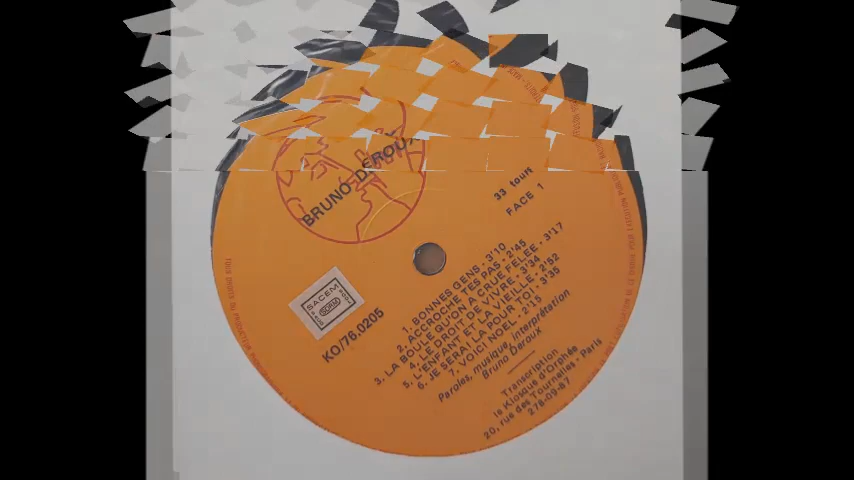 BRUNO DEROUX
33 tours
FACE 1
SACEM
SDRM
KO/76.0205
1. BONNES GENS - 3'10
2. ACCROCHE TES PAS - 2'45
3. LA BOULE QU'ON A CRUE FELEE - 3'17
4. LE DROIT DE VIVRE - 3'34
5. L'ENFANT ET LA VIEILLE - 2'52
6. JE SERAI LA POUR TOI - 3'35
7. VOICI NOEL - 2'15
Paroles, musique, interprétation
Bruno Deroux
Transcription
le Kiosque d'Orphée
20, rue des Tournelles - Paris
278-09-87